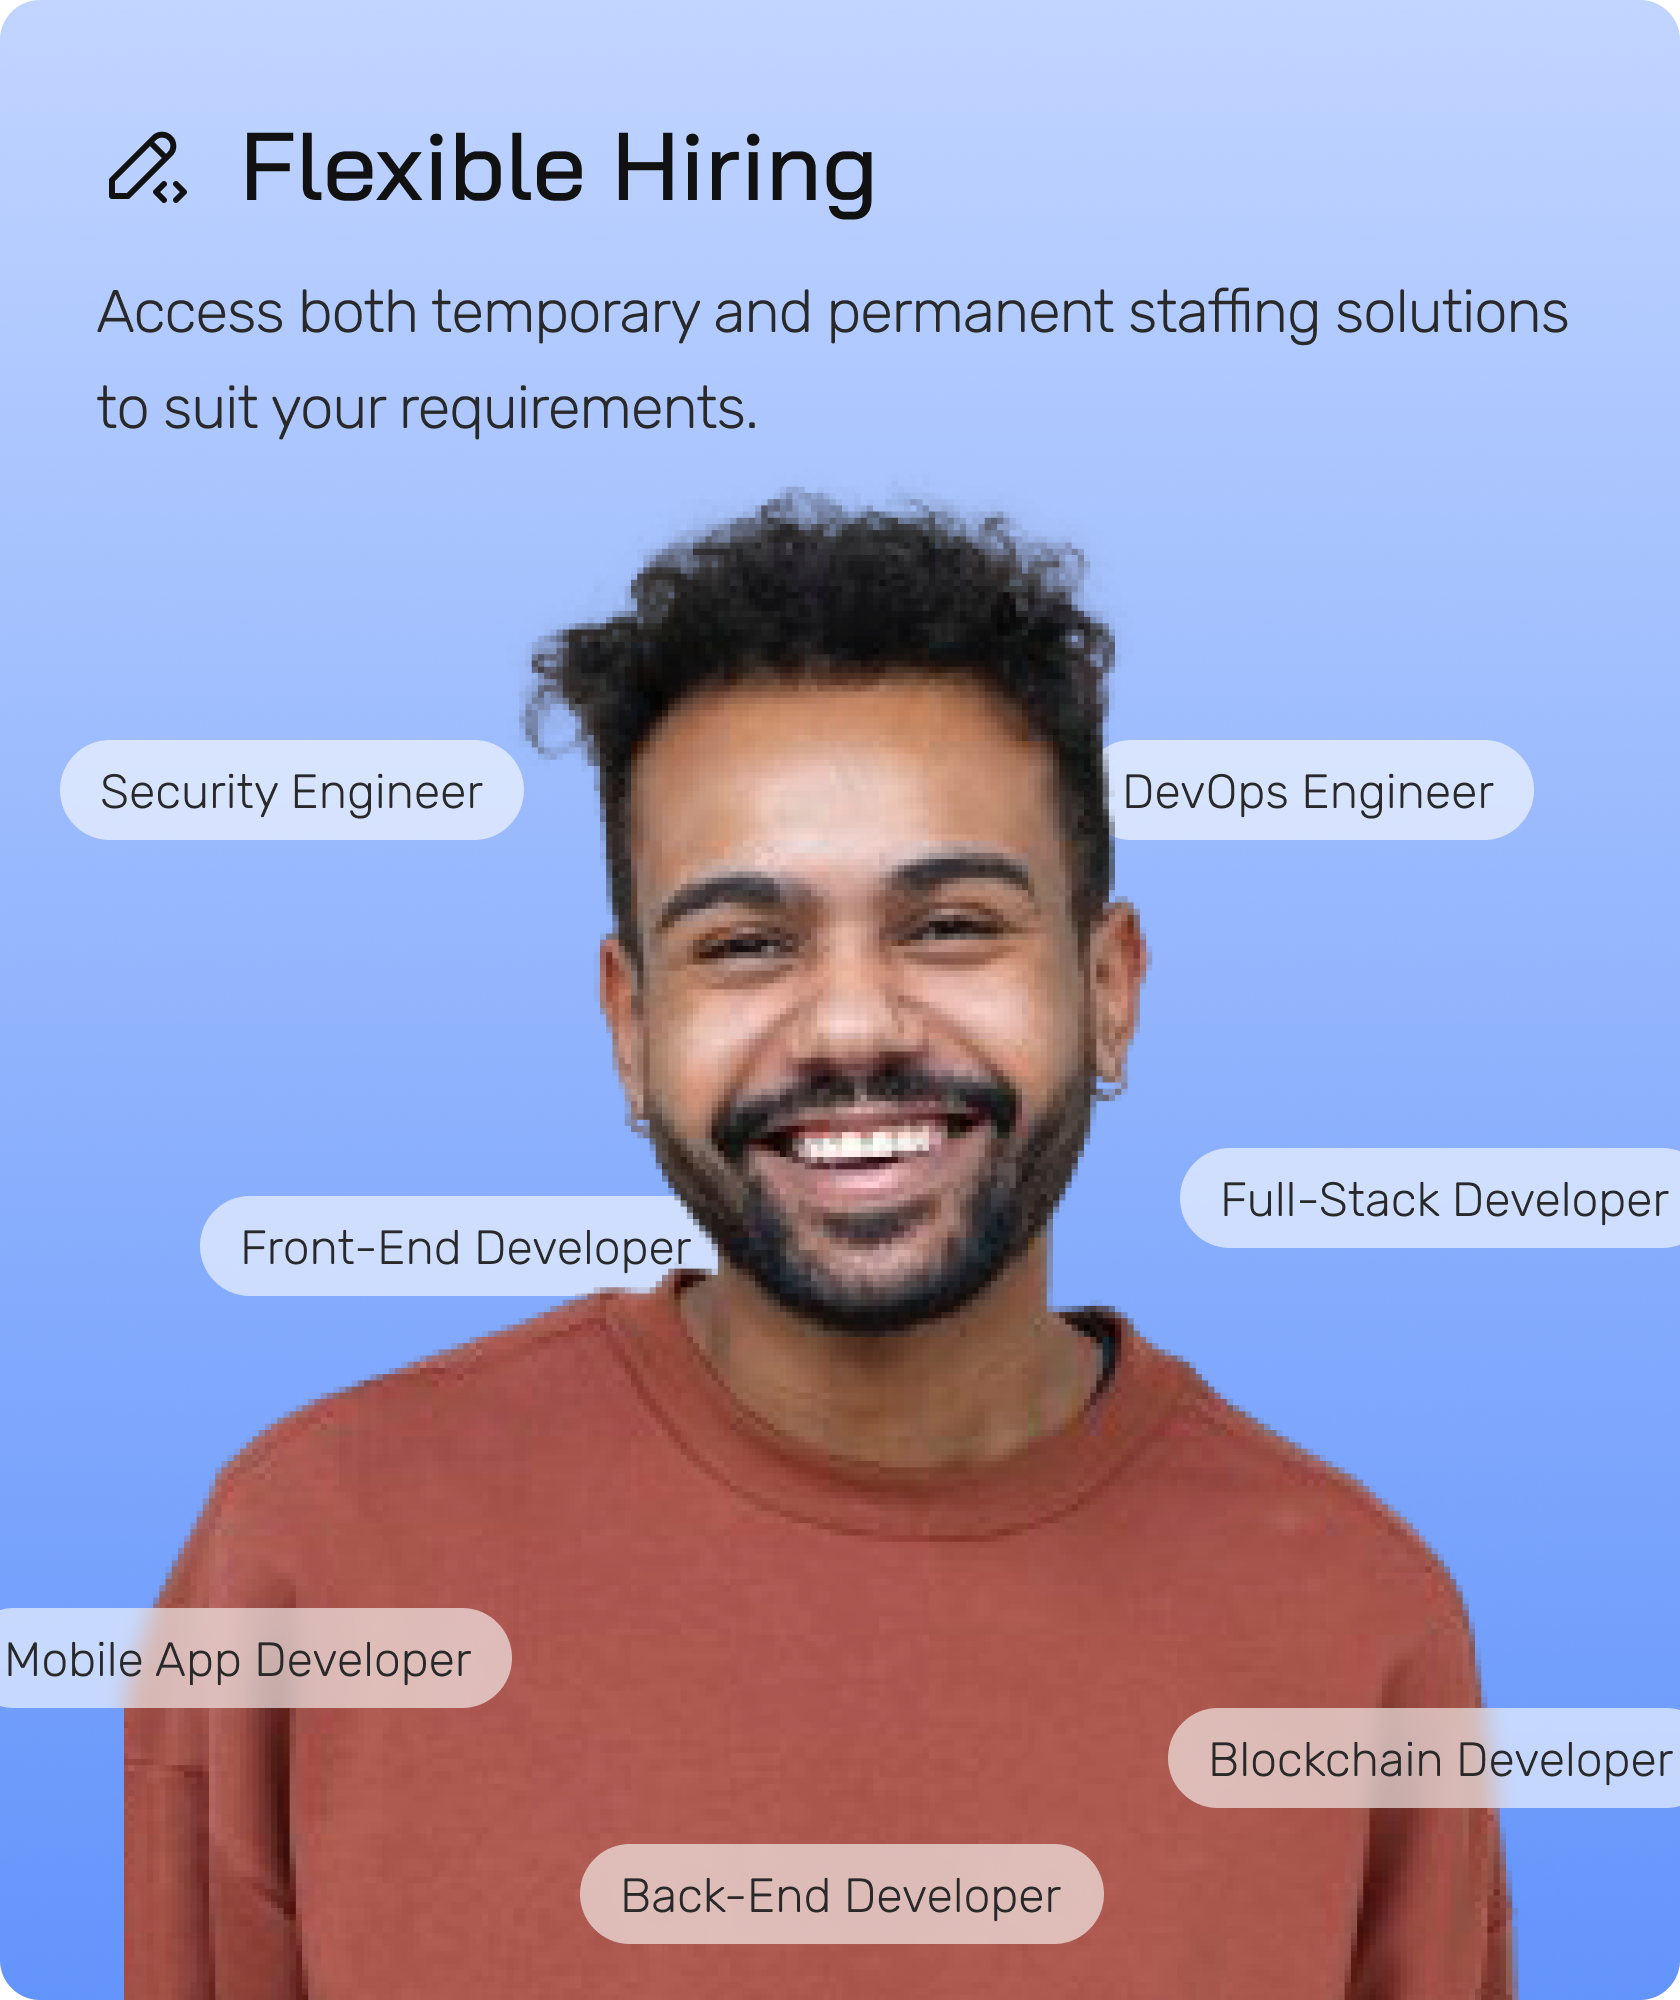 Flexible Hiring
Access both temporary and permanent staffing solutions
to suit your requirements.
Security Engineer
DevOps Engineer
Full-Stack Developer
Front-End Developer
Mobile App Developer
Blockchain Developer
Back-End Developer